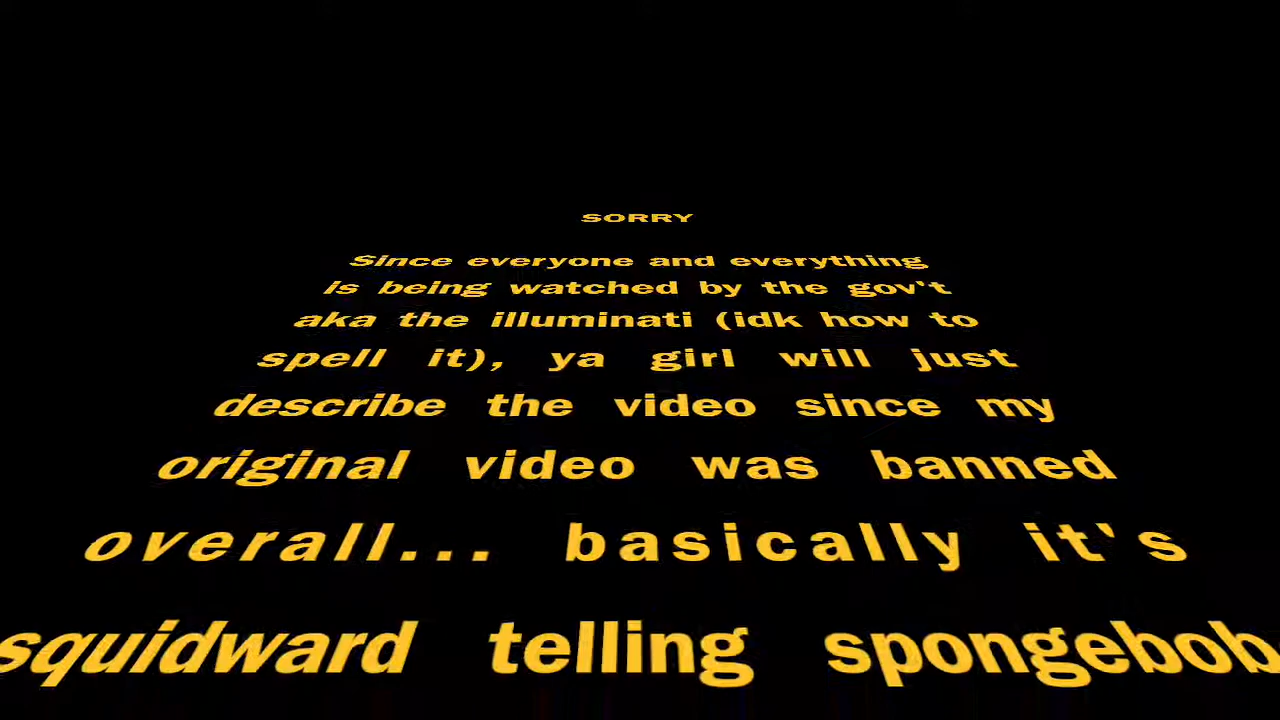 SORRY
Since everyone and everything
is being watched by the gov't
aka the illuminati (idk how to
spell it), ya girl will just
describe the video since my
original video was banned
overall... basically it's
squidward telling spongebob